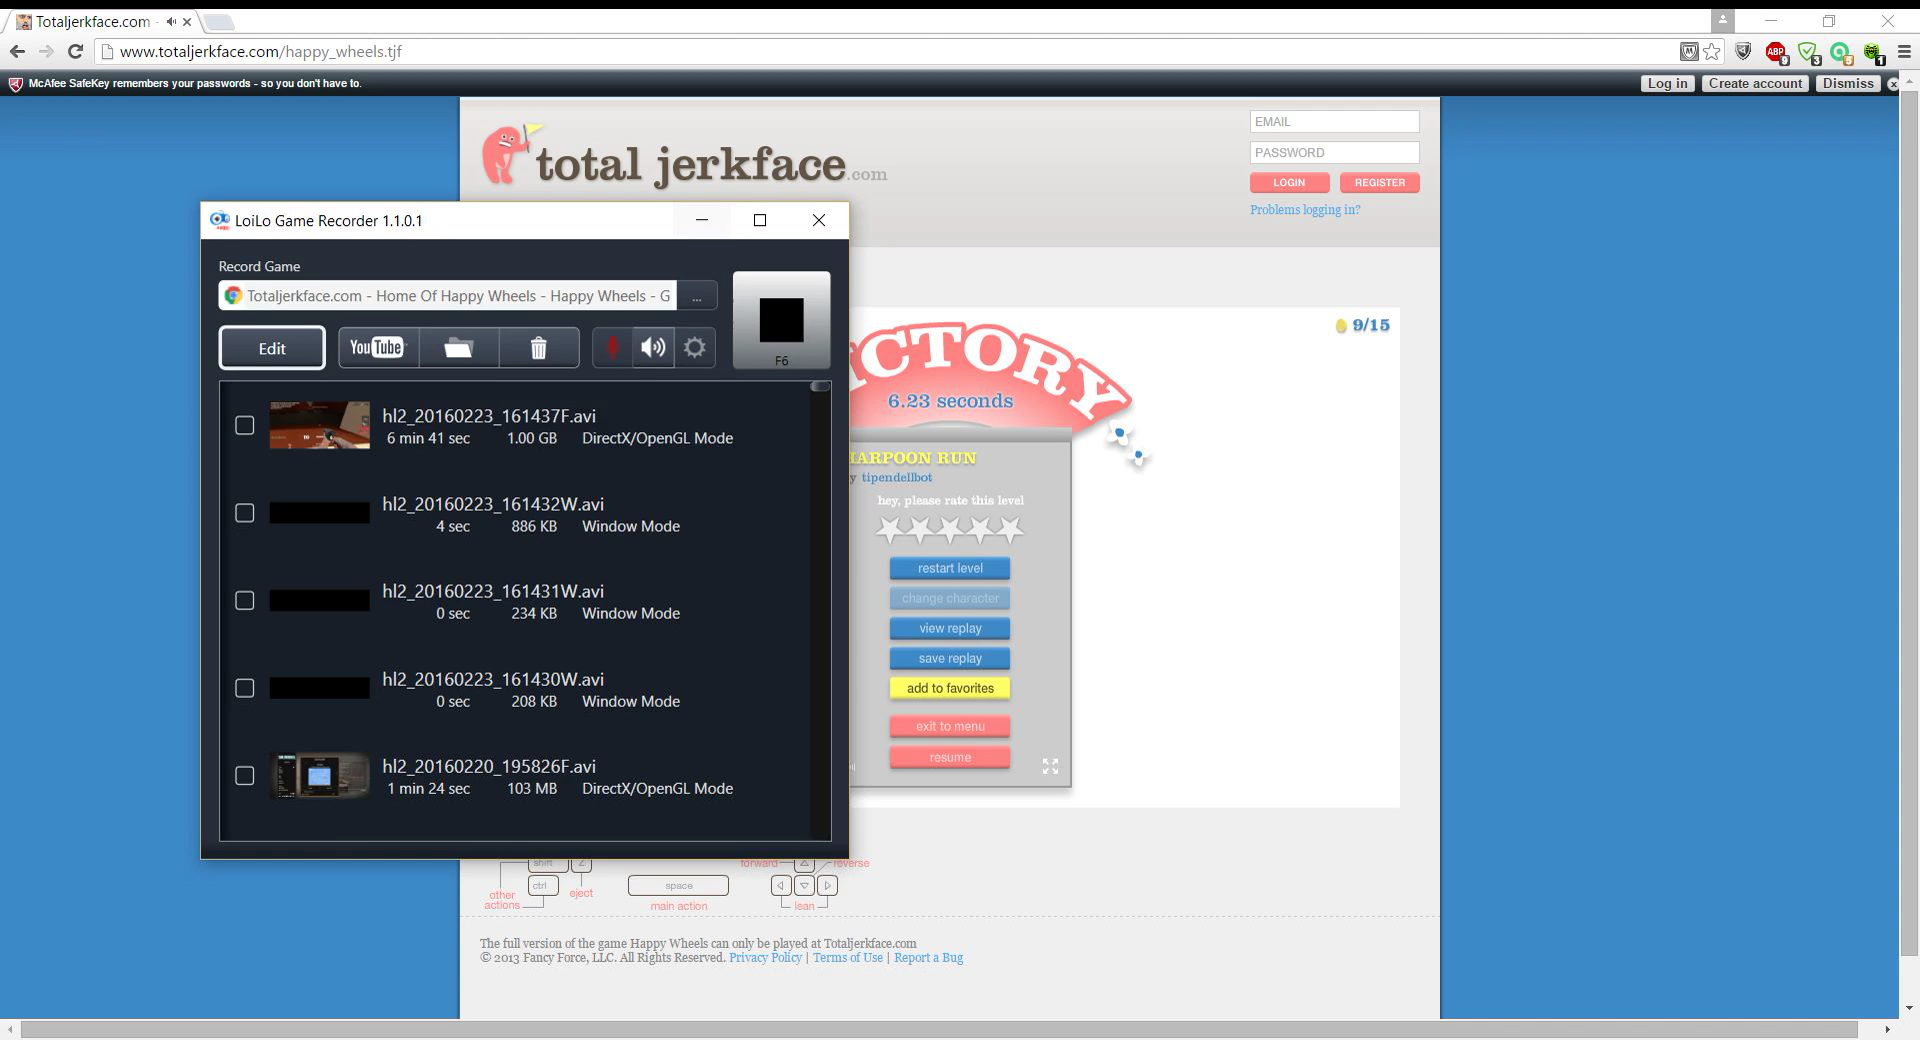 Totaljerkface.com -
www.totaljerkface.com/happy_wheels.tjf
ABP
9
3
5
1
McAfee SafeKey remembers your passwords - so you don't have to.
Log in
Create account
Dismiss
total jerkface.com
EMAIL
PASSWORD
LOGIN
REGISTER
Problems logging in?
LoiLo Game Recorder 1.1.0.1
Record Game
Totaljerkface.com - Home Of Happy Wheels - Happy Wheels - G
...
Edit
YouTube
F6
hl2_20160223_161437F.avi
6 min 41 sec 1.00 GB DirectX/OpenGL Mode
hl2_20160223_161432W.avi
4 sec 886 KB Window Mode
hl2_20160223_161431W.avi
0 sec 234 KB Window Mode
hl2_20160223_161430W.avi
0 sec 208 KB Window Mode
hl2_20160220_195826F.avi
1 min 24 sec 103 MB DirectX/OpenGL Mode
9/15
ICTORY
6.23 seconds
HARPOON RUN
y tipendellbot
hey, please rate this level
restart level
change character
view replay
save replay
add to favorites
exit to menu
resume
shift
Z
ctrl
other
actions
eject
space
main action
forward
reverse
lean
The full version of the game Happy Wheels can only be played at Totaljerkface.com
© 2013 Fancy Force, LLC. All Rights Reserved. Privacy Policy | Terms of Use | Report a Bug